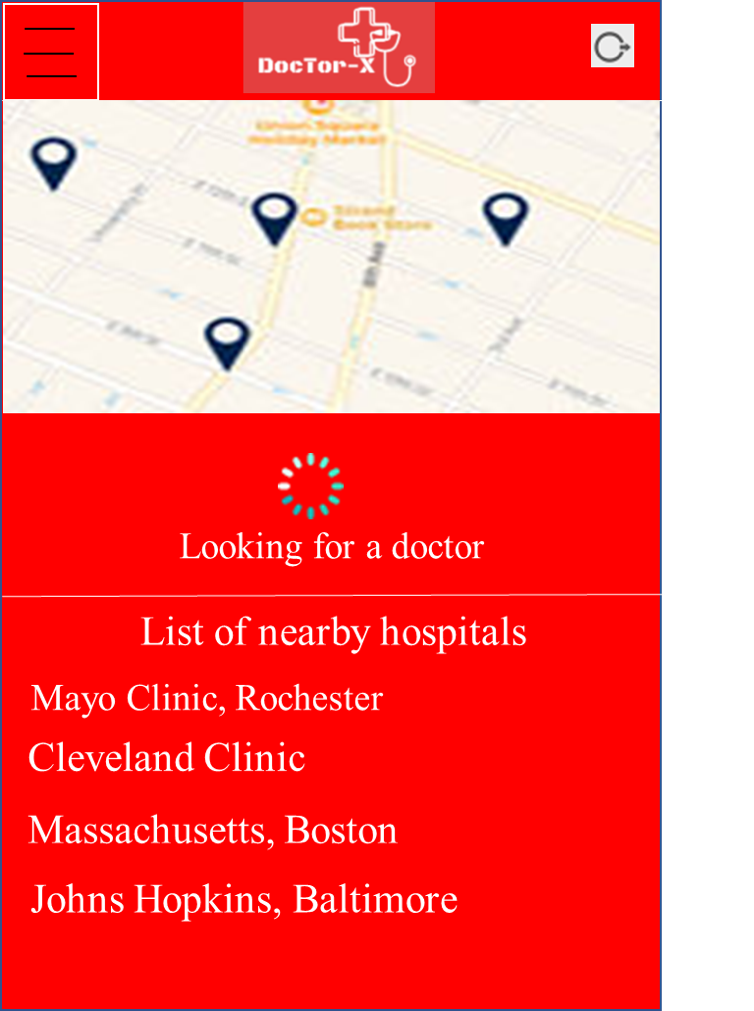 DocTor-X
Union Square
Holiday Market
Strand
Book Store
Looking for a doctor
List of nearby hospitals
Mayo Clinic, Rochester
Cleveland Clinic
Massachusetts, Boston
Johns Hopkins, Baltimore